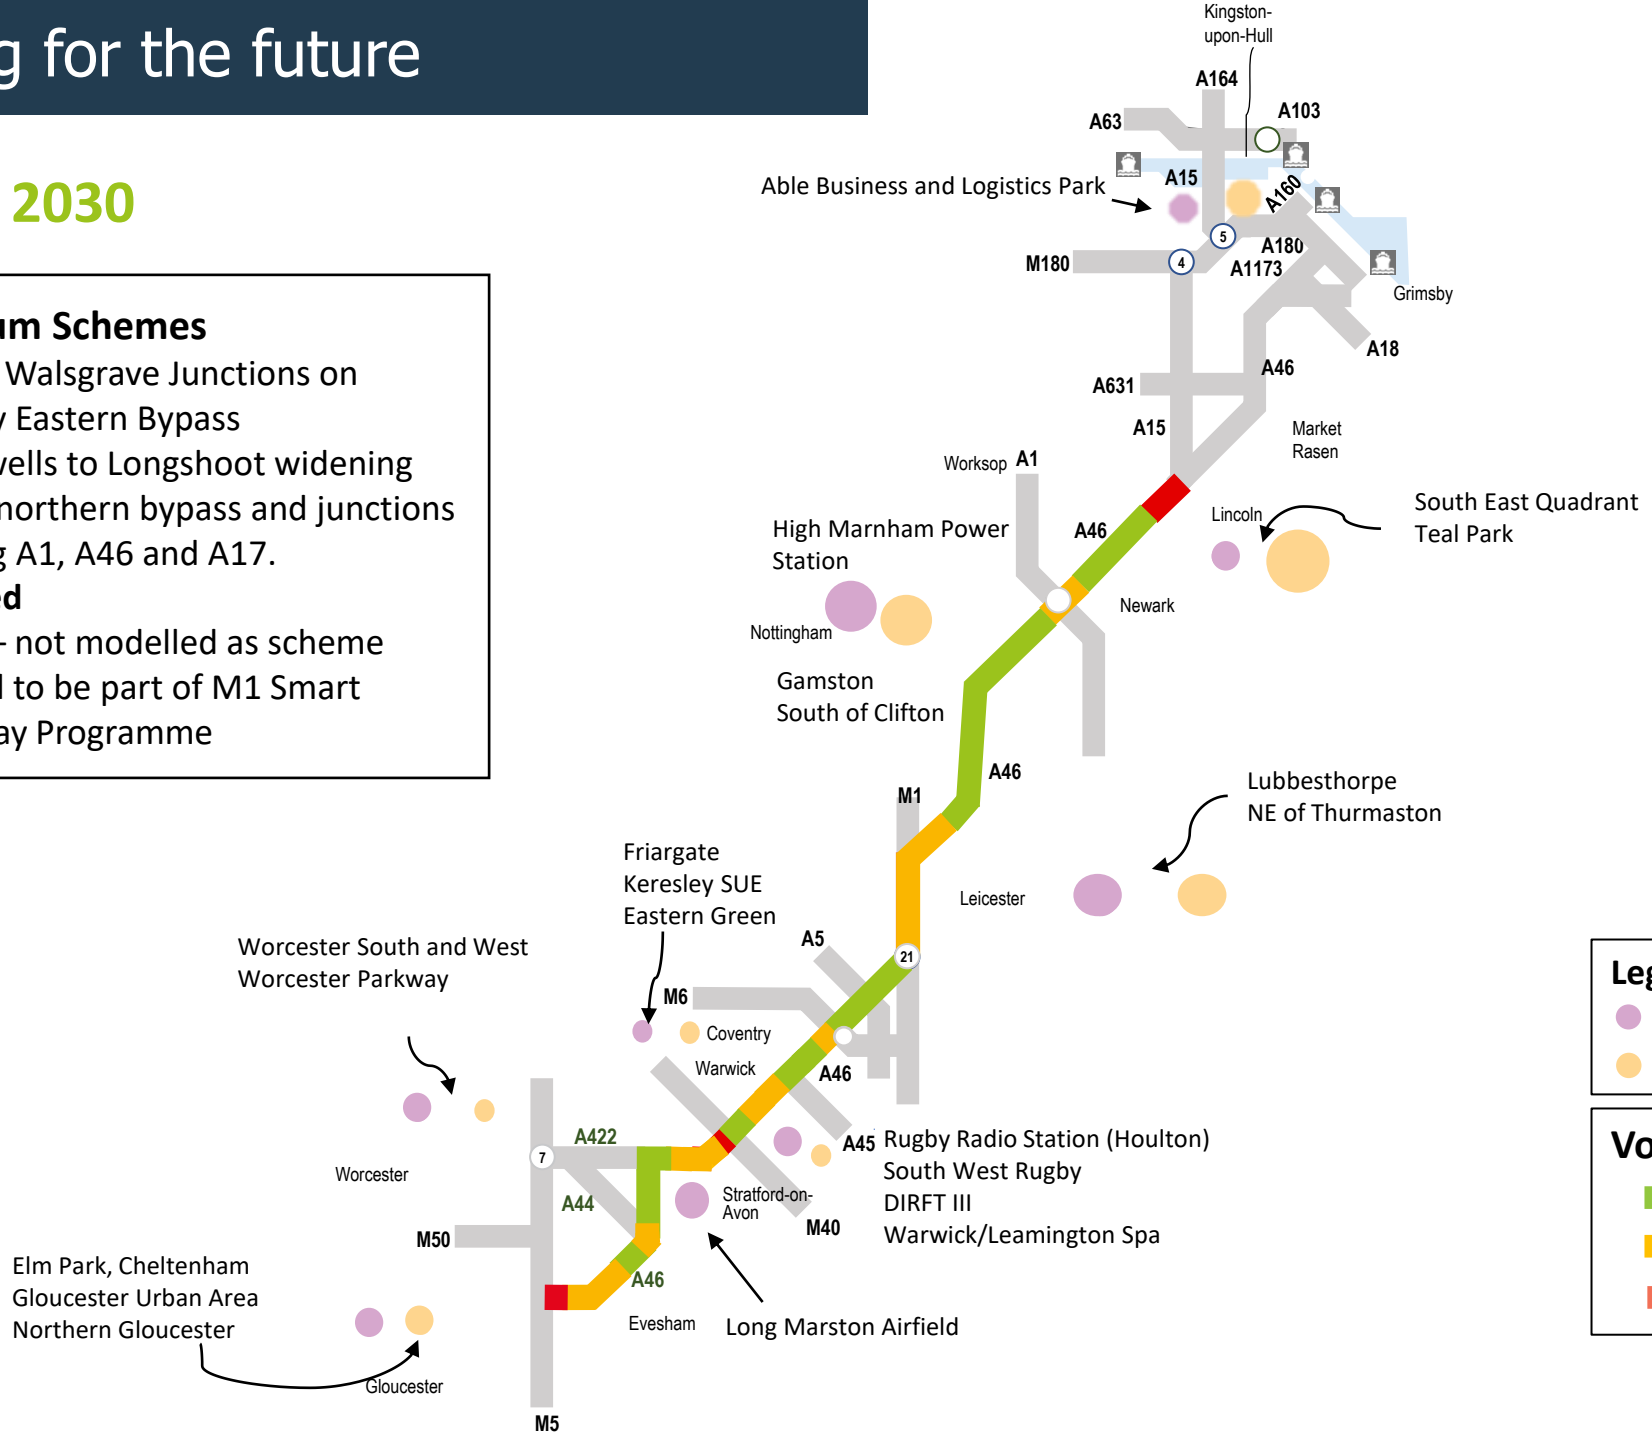 g for the future
2030
um Schemes
Walsgrave Junctions on
y Eastern Bypass
wells to Longshoot widening
northern bypass and junctions
g A1, A46 and A17.
ed
– not modelled as scheme
d to be part of M1 Smart
ay Programme
Kingston-
upon-Hull
A164
A63
A103
Able Business and Logistics Park
A15
A160
5
A180
M180
4
A1173
Grimsby
A18
A46
A631
A15
Market
Rasen
Worksop
A1
Lincoln
South East Quadrant
Teal Park
High Marnham Power
Station
A46
Newark
Nottingham
Gamston
South of Clifton
A46
M1
Lubbesthorpe
NE of Thurmaston
Friargate
Keresley SUE
Eastern Green
Leicester
A5
21
Worcester South and West
Worcester Parkway
M6
Coventry
Warwick
A46
A45
Rugby Radio Station (Houlton)
South West Rugby
DIRFT III
Warwick/Leamington Spa
A422
7
Worcester
A44
Stratford-on-
Avon
M40
M50
A46
Elm Park, Cheltenham
Gloucester Urban Area
Northern Gloucester
Evesham
Long Marston Airfield
Gloucester
M5
Leg
Vo